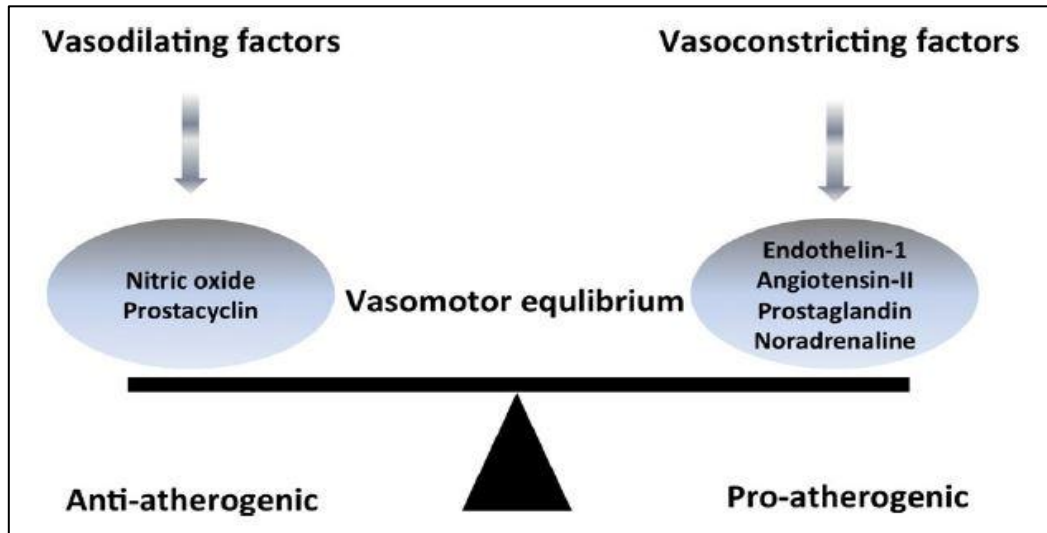 Vasodilating factors
Vasoconstricting factors
Nitric oxide
Prostacyclin
Vasomotor equlibrium
Endothelin-1
Angiotensin-II
Prostaglandin
Noradrenaline
Anti-atherogenic
Pro-atherogenic